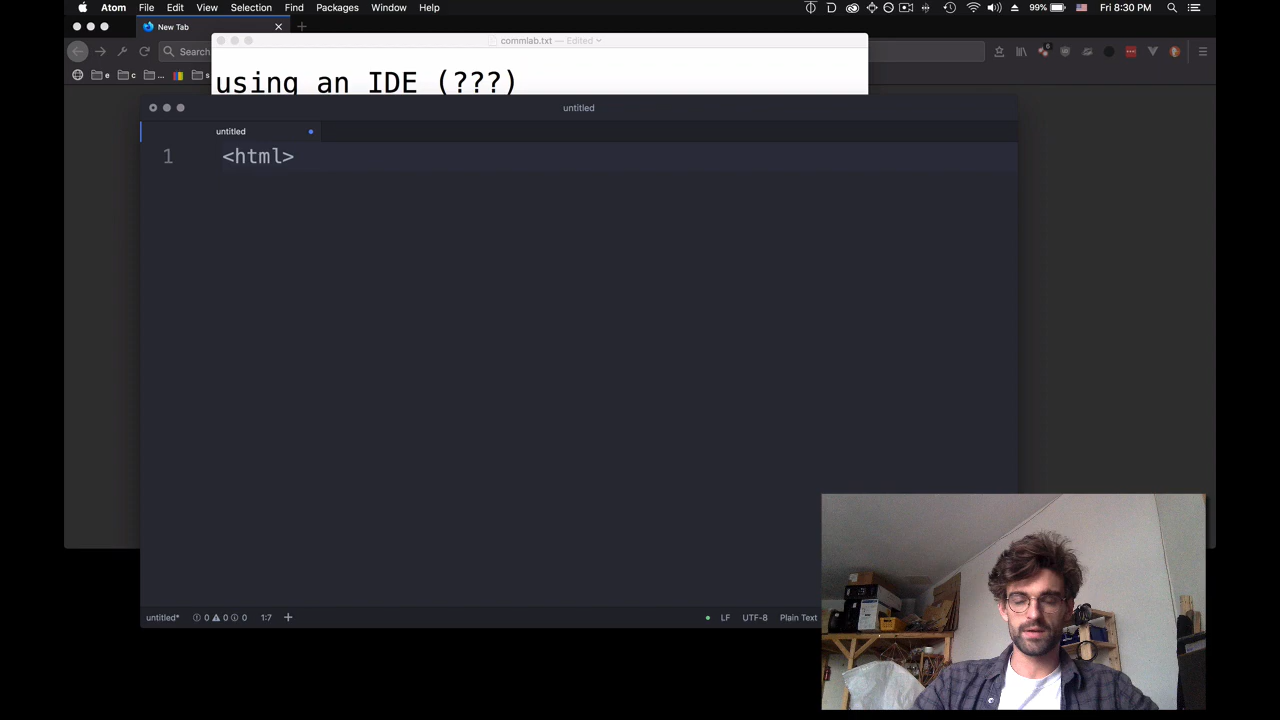 Atom File Edit View Selection Find Packages Window Help 99% Fri 8:30 PM
New Tab
Search
commlab.txt — Edited
e c ... s
using an IDE (???)
untitled
untitled
1 <html>
untitled* 0 0 0 1:7 LF UTF-8 Plain Text